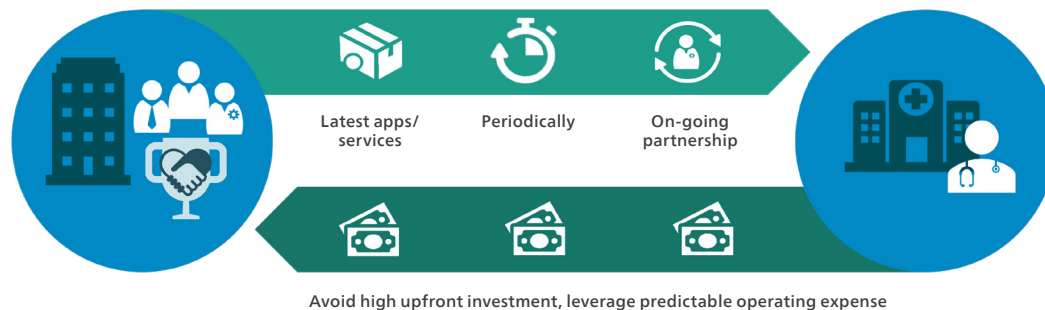 Latest apps/
services
Periodically
On-going
partnership
Avoid high upfront investment, leverage predictable operating expense